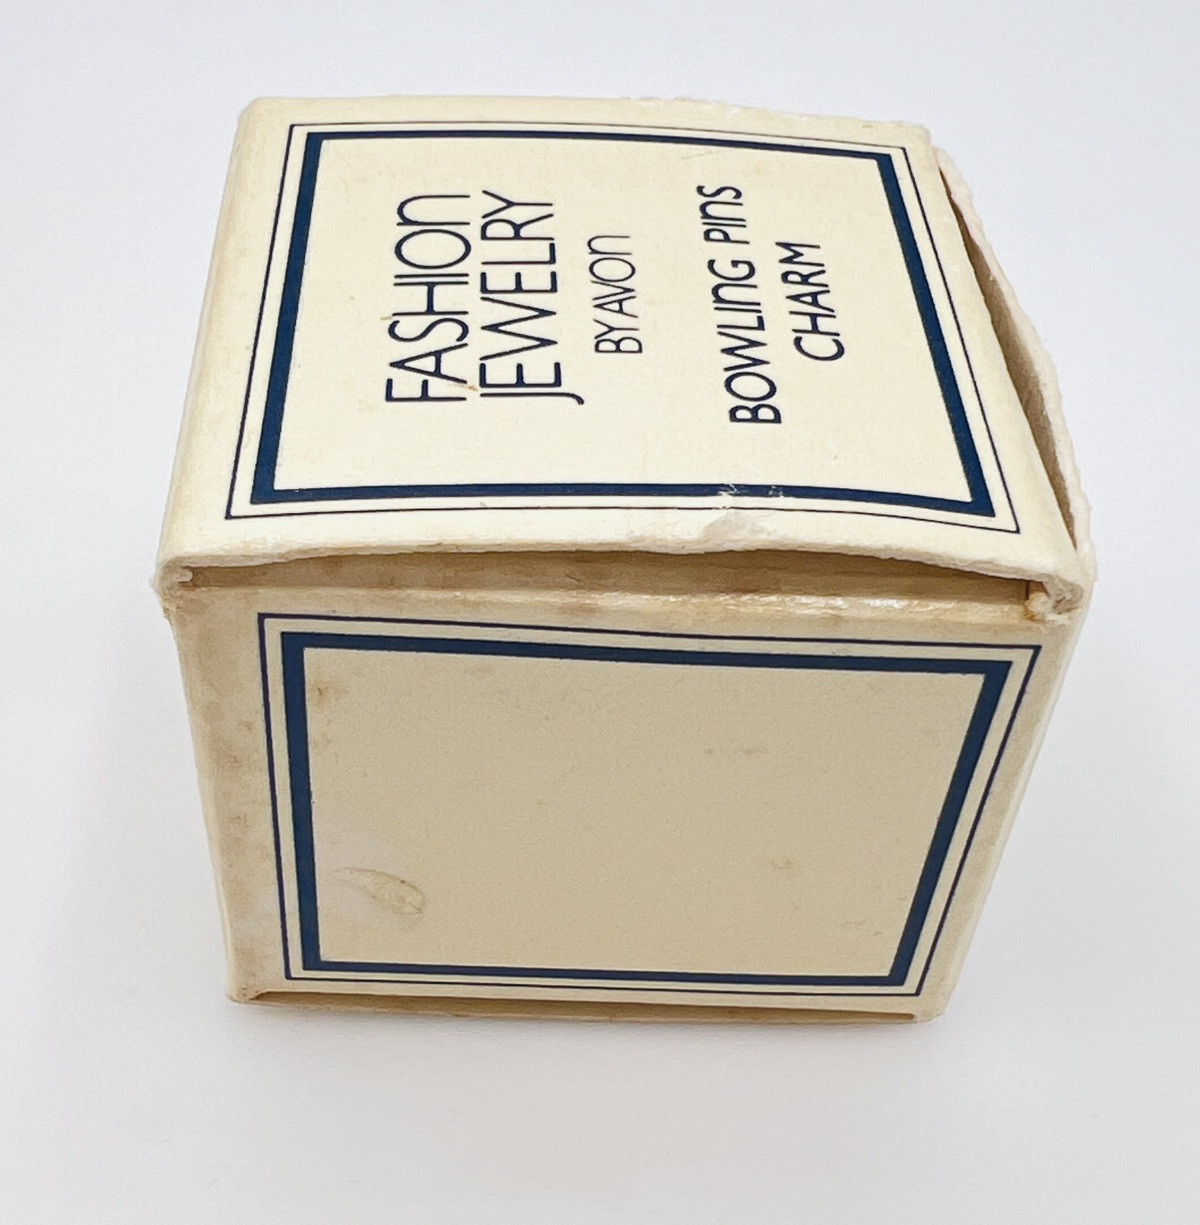 FASHION
JEWELRY
BY AVON
BOWLING PINS
CHARM